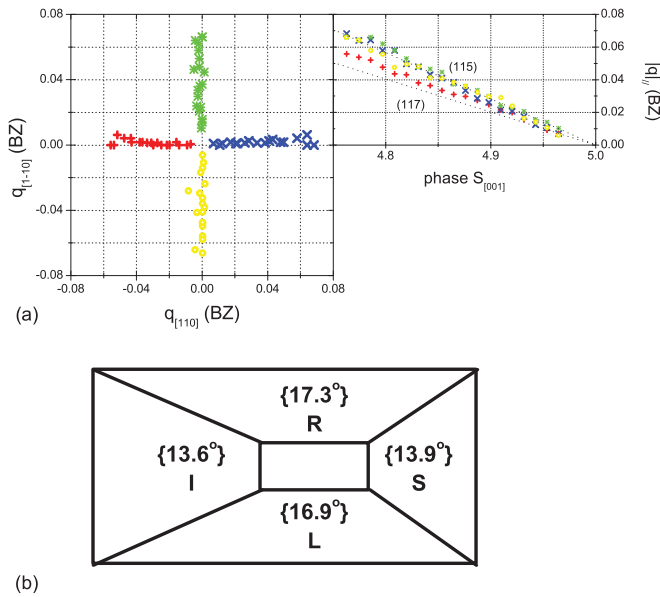 0.08
0.04
0.00
-0.04
-0.08
q[1-10] (BZ)
-0.08 -0.04 0.00 0.04 0.08
q[110] (BZ)
(a)
(115)
(117)
0.08
0.06
0.04
0.02
0.00
|q|// (BZ)
4.8 4.9 5.0
phase S[001]
{17.3°}
R
{13.6°}
I
{13.9°}
S
{16.9°}
L
(b)